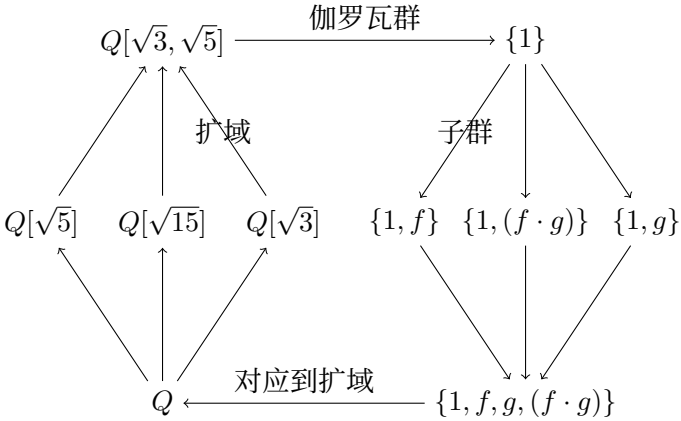 伽罗瓦群
Q[√3, √5] {1}
扩域 子群
Q[√5] Q[√15] Q[√3] {1, f} {1, (f · g)} {1, g}
对应到扩域
Q {1, f, g, (f · g)}